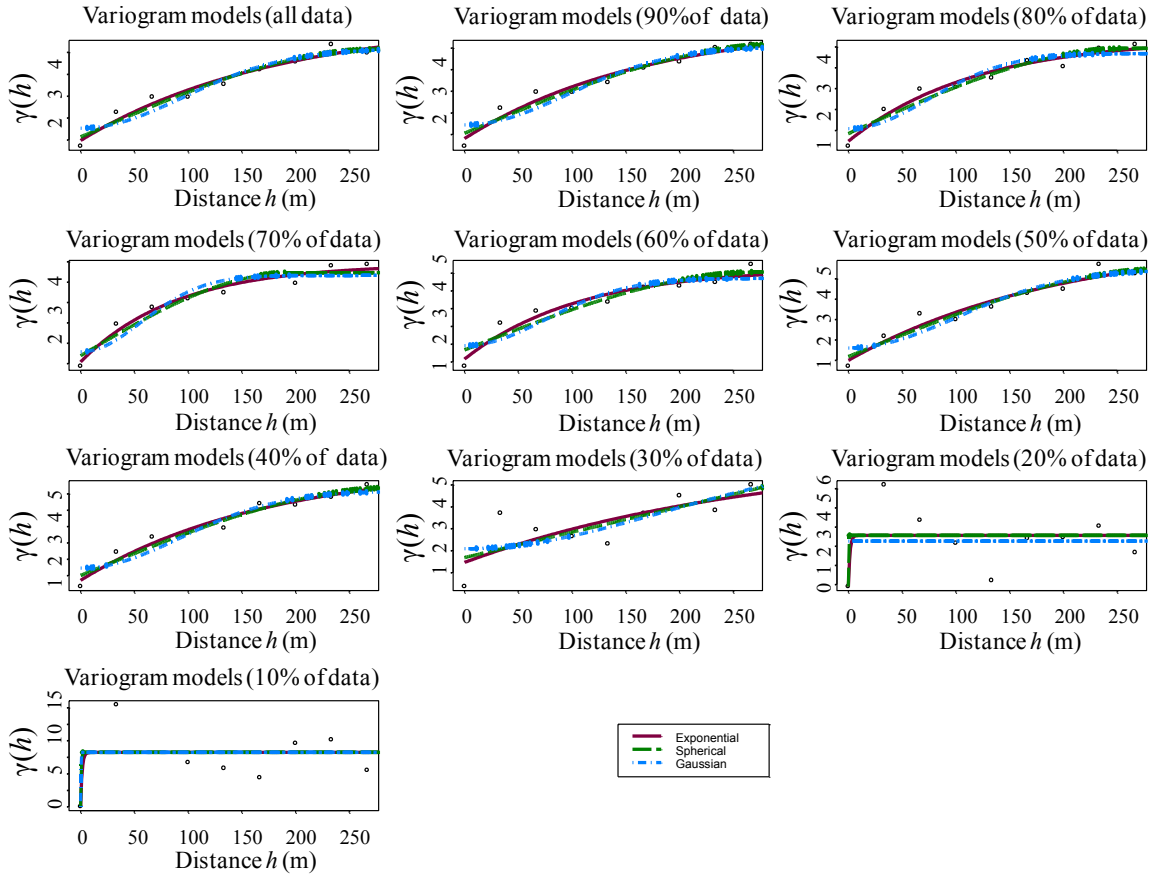 Variogram models (all data)
γ(h)
4
3
2
0 50 100 150 200 250
Distance h (m)
Variogram models (90%of data)
γ(h)
4
3
2
0 50 100 150 200 250
Distance h (m)
Variogram models (80% of data)
γ(h)
4
3
2
1
0 50 100 150 200 250
Distance h (m)
Variogram models (70% of data)
γ(h)
4
3
2
0 50 100 150 200 250
Distance h (m)
Variogram models (60% of data)
γ(h)
5
4
3
2
1
0 50 100 150 200 250
Distance h (m)
Variogram models (50% of data)
γ(h)
5
4
3
2
1
0 50 100 150 200 250
Distance h (m)
Variogram models (40% of data)
γ(h)
5
4
3
2
1
0 50 100 150 200 250
Distance h (m)
Variogram models (30% of data)
γ(h)
5
4
3
2
1
0 50 100 150 200 250
Distance h (m)
Variogram models (20% of data)
γ(h)
6
5
4
3
2
1
0
0 50 100 150 200 250
Distance h (m)
Variogram models (10% of data)
γ(h)
15
10
5
0
0 50 100 150 200 250
Distance h (m)
Exponential
Spherical
Gaussian